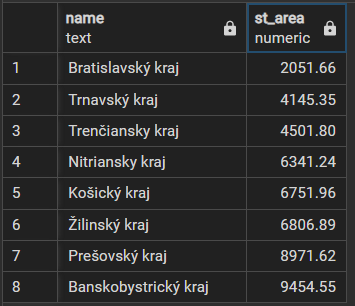 name st_area
text numeric
1 Bratislavský kraj 2051.66
2 Trnavský kraj 4145.35
3 Trenčiansky kraj 4501.80
4 Nitriansky kraj 6341.24
5 Košický kraj 6751.96
6 Žilinský kraj 6806.89
7 Prešovský kraj 8971.62
8 Banskobystrický kraj 9454.55